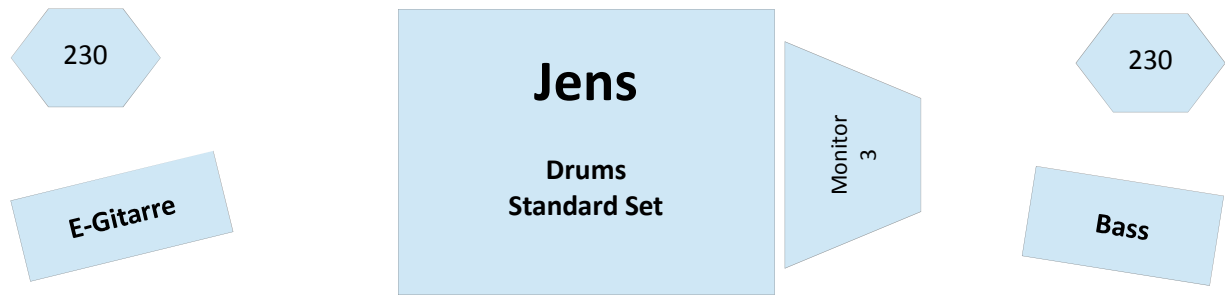 230
Jens
Drums
Standard Set
Monitor
3
230
E-Gitarre
Bass